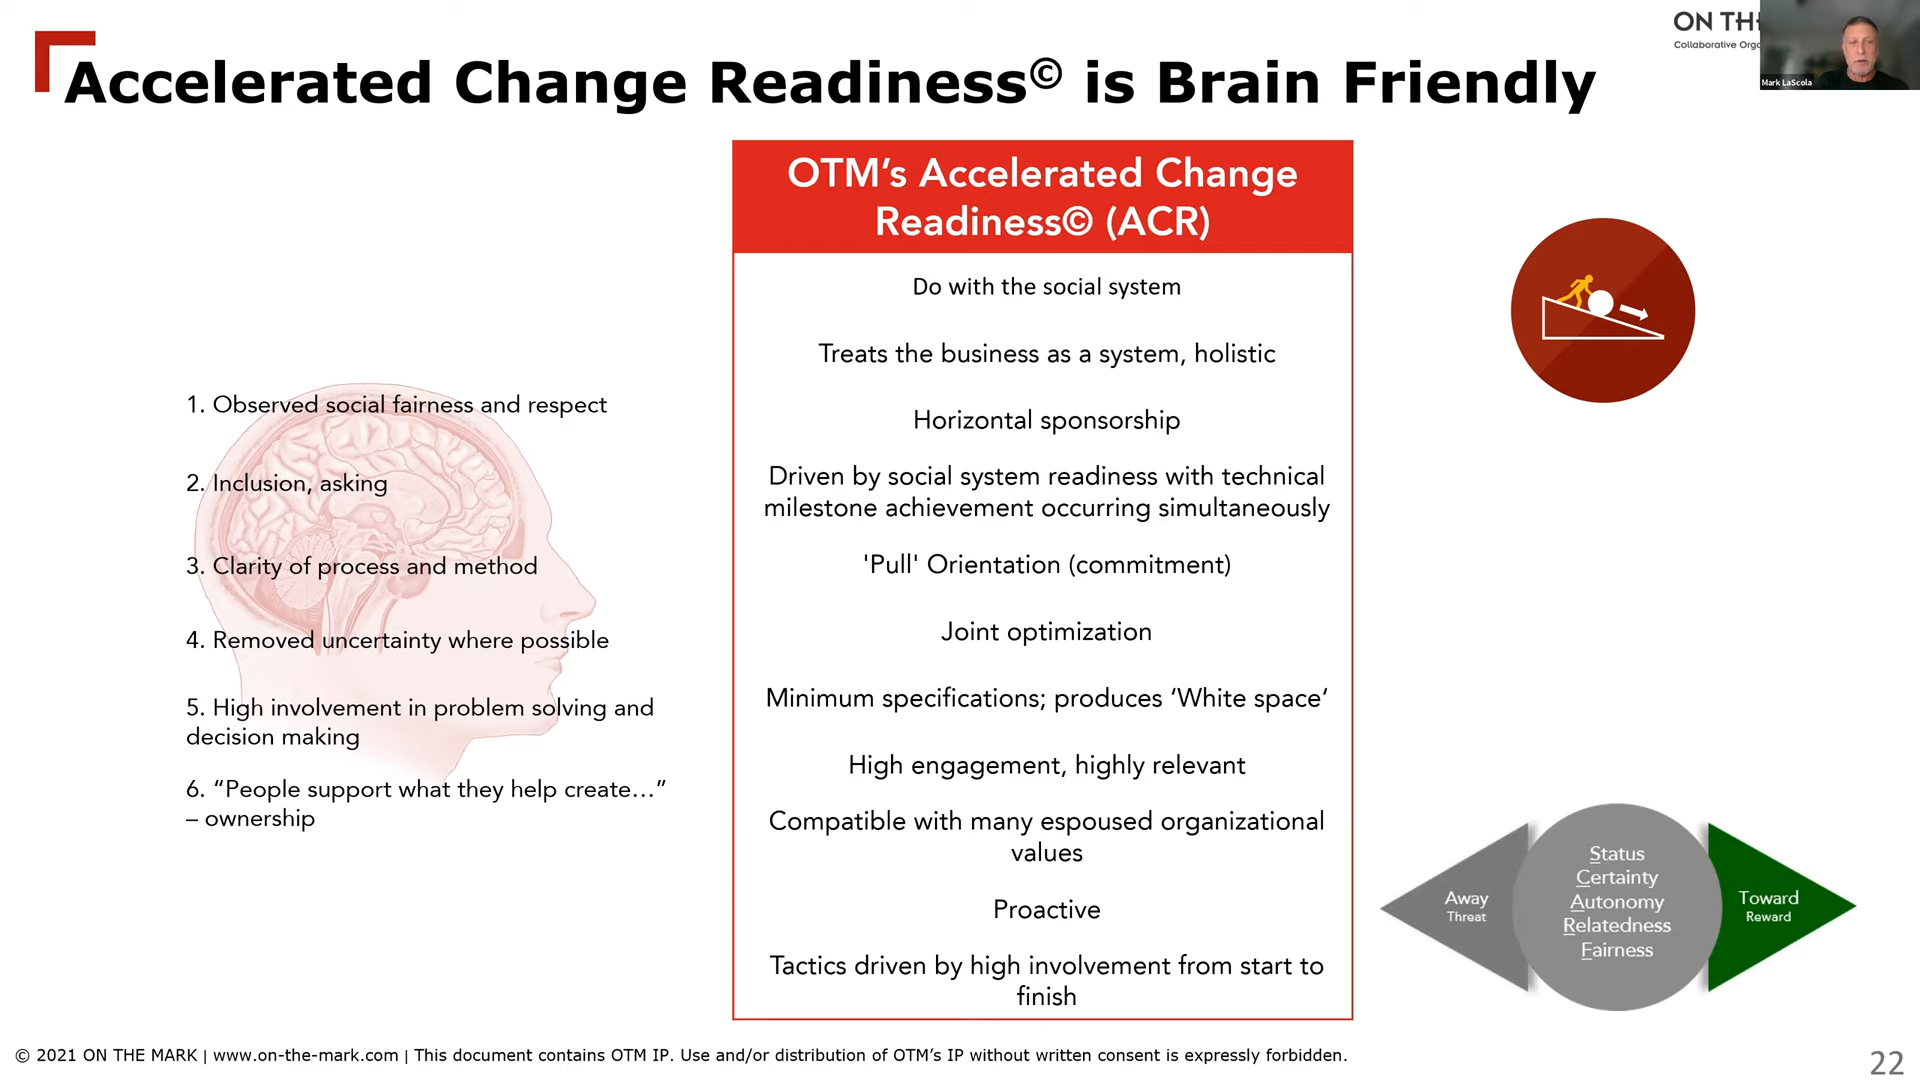 ON TH
Collaborative Orga
Mark LaScola
Accelerated Change Readiness© is Brain Friendly
1. Observed social fairness and respect
2. Inclusion, asking
3. Clarity of process and method
4. Removed uncertainty where possible
5. High involvement in problem solving and
decision making
6. “People support what they help create…”
– ownership
OTM’s Accelerated Change
Readiness© (ACR)
Do with the social system
Treats the business as a system, holistic
Horizontal sponsorship
Driven by social system readiness with technical
milestone achievement occurring simultaneously
'Pull' Orientation (commitment)
Joint optimization
Minimum specifications; produces ‘White space‘
High engagement, highly relevant
Compatible with many espoused organizational
values
Proactive
Tactics driven by high involvement from start to
finish
Away
Threat
Status
Certainty
Autonomy
Relatedness
Fairness
Toward
Reward
© 2021 ON THE MARK | www.on-the-mark.com | This document contains OTM IP. Use and/or distribution of OTM’s IP without written consent is expressly forbidden.
22